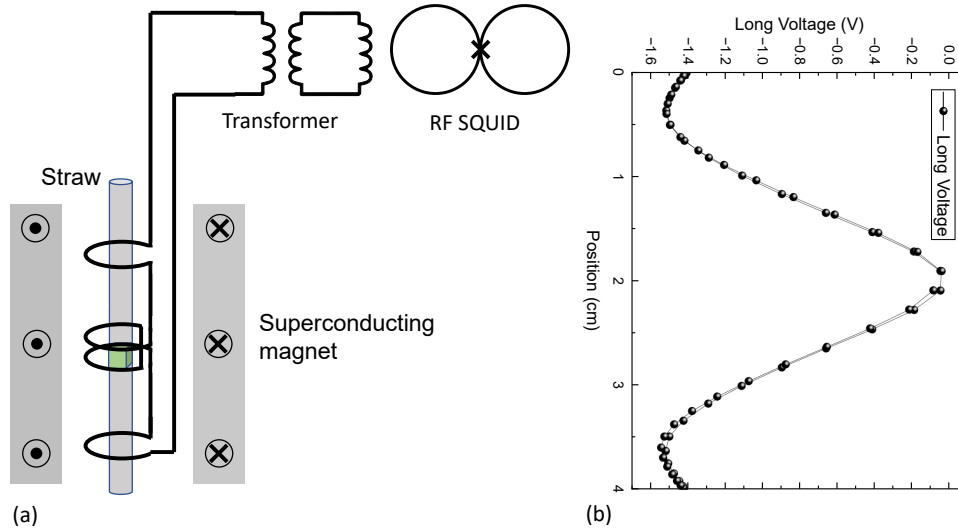 (a)
Transformer
RF SQUID
Straw
Superconducting
magnet
(b)
Long Voltage (V)
−1.6
−1.4
−1.2
−1.0
−0.8
−0.6
−0.4
−0.2
0.0
0
1
2
3
4
Position (cm)
Long Voltage
(a)
(b)